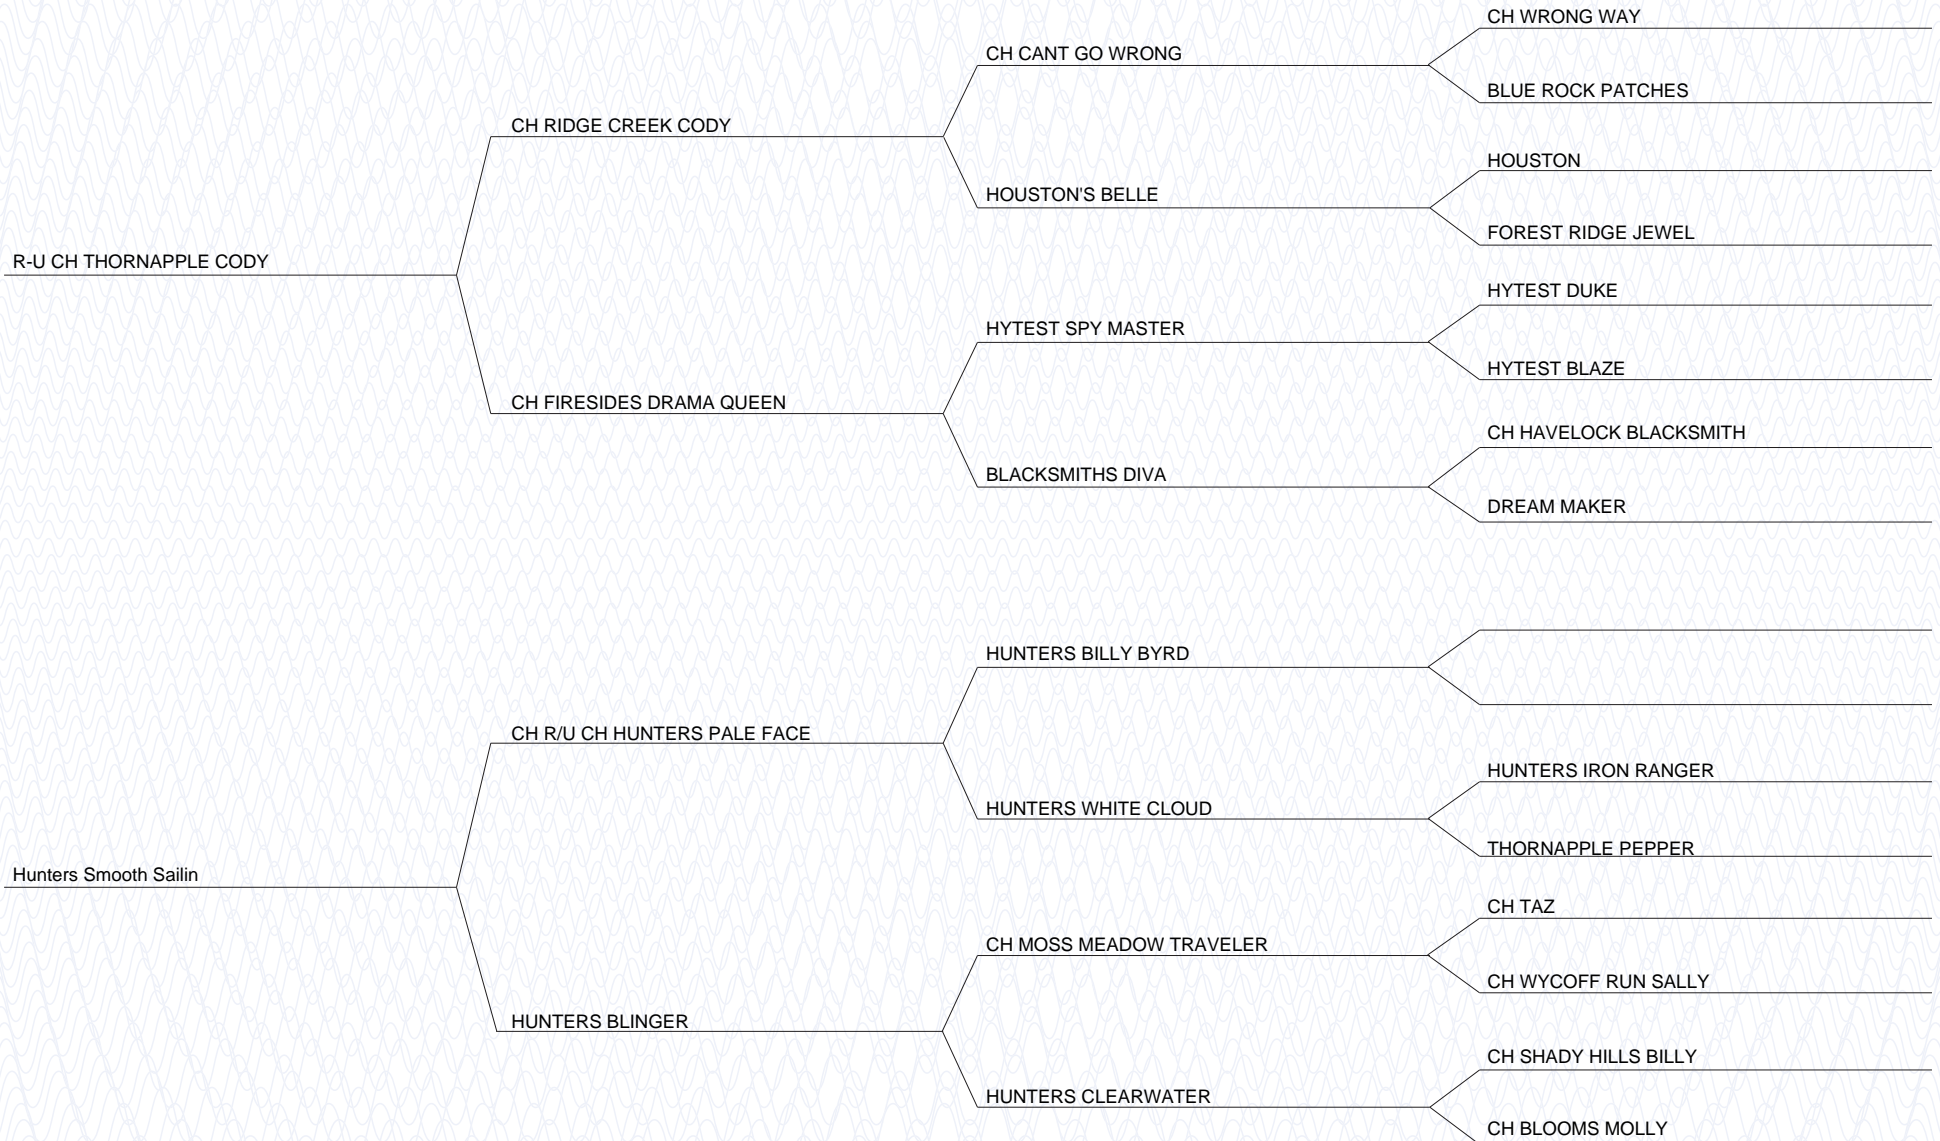 CH WRONG WAY
CH CANT GO WRONG
BLUE ROCK PATCHES
CH RIDGE CREEK CODY
HOUSTON
HOUSTON'S BELLE
FOREST RIDGE JEWEL
R-U CH THORNAPPLE CODY
HYTEST DUKE
HYTEST SPY MASTER
HYTEST BLAZE
CH FIRESIDES DRAMA QUEEN
CH HAVELOCK BLACKSMITH
BLACKSMITHS DIVA
DREAM MAKER
HUNTERS BILLY BYRD
CH R/U CH HUNTERS PALE FACE
HUNTERS IRON RANGER
HUNTERS WHITE CLOUD
THORNAPPLE PEPPER
Hunters Smooth Sailin
CH TAZ
CH MOSS MEADOW TRAVELER
CH WYCOFF RUN SALLY
HUNTERS BLINGER
CH SHADY HILLS BILLY
HUNTERS CLEARWATER
CH BLOOMS MOLLY